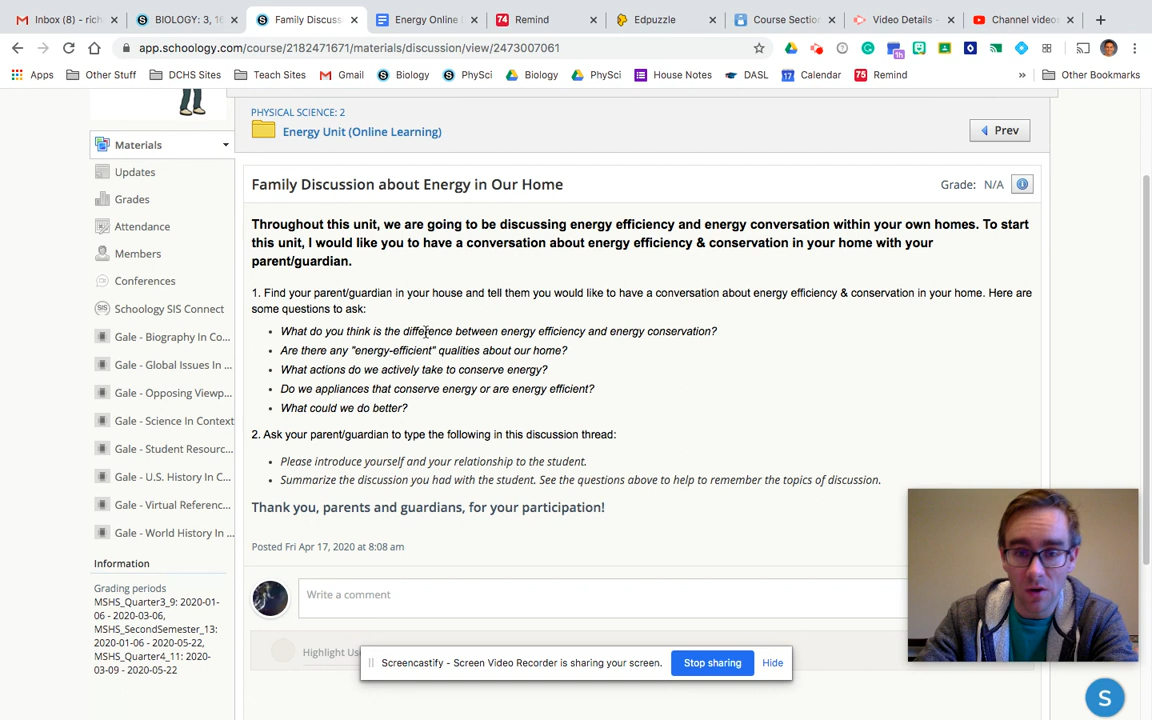 Inbox (8) - rich
BIOLOGY: 3, 16
Family Discuss
Energy Online L
Remind
Edpuzzle
Course Section
Video Details -
Channel videos
app.schoology.com/course/2182471671/materials/discussion/view/2473007061
Apps
Other Stuff
DCHS Sites
Teach Sites
Gmail
Biology
PhySci
Biology
PhySci
House Notes
DASL
Calendar
Remind
»
Other Bookmarks
PHYSICAL SCIENCE: 2
Energy Unit (Online Learning)
Prev
Materials
Updates
Grades
Attendance
Members
Conferences
Schoology SIS Connect
Gale - Biography In Co...
Gale - Global Issues In ...
Gale - Opposing Viewp...
Gale - Science In Context
Gale - Student Resourc...
Gale - U.S. History In C...
Gale - Virtual Referenc...
Gale - World History In ...
Information
Grading periods
MSHS_Quarter3_9: 2020-01-
06 - 2020-03-06,
MSHS_SecondSemester_13:
2020-01-06 - 2020-05-22,
MSHS_Quarter4_11: 2020-
03-09 - 2020-05-22
Family Discussion about Energy in Our Home
Grade: N/A
Throughout this unit, we are going to be discussing energy efficiency and energy conversation within your own homes. To start
this unit, I would like you to have a conversation about energy efficiency & conservation in your home with your
parent/guardian.
1. Find your parent/guardian in your house and tell them you would like to have a conversation about energy efficiency & conservation in your home. Here are
some questions to ask:
• What do you think is the difference between energy efficiency and energy conservation?
• Are there any "energy-efficient" qualities about our home?
• What actions do we actively take to conserve energy?
• Do we appliances that conserve energy or are energy efficient?
• What could we do better?
2. Ask your parent/guardian to type the following in this discussion thread:
• Please introduce yourself and your relationship to the student.
• Summarize the discussion you had with the student. See the questions above to help to remember the topics of discussion.
Thank you, parents and guardians, for your participation!
Posted Fri Apr 17, 2020 at 8:08 am
Write a comment
Highlight Us
Screencastify - Screen Video Recorder is sharing your screen.
Stop sharing
Hide
S